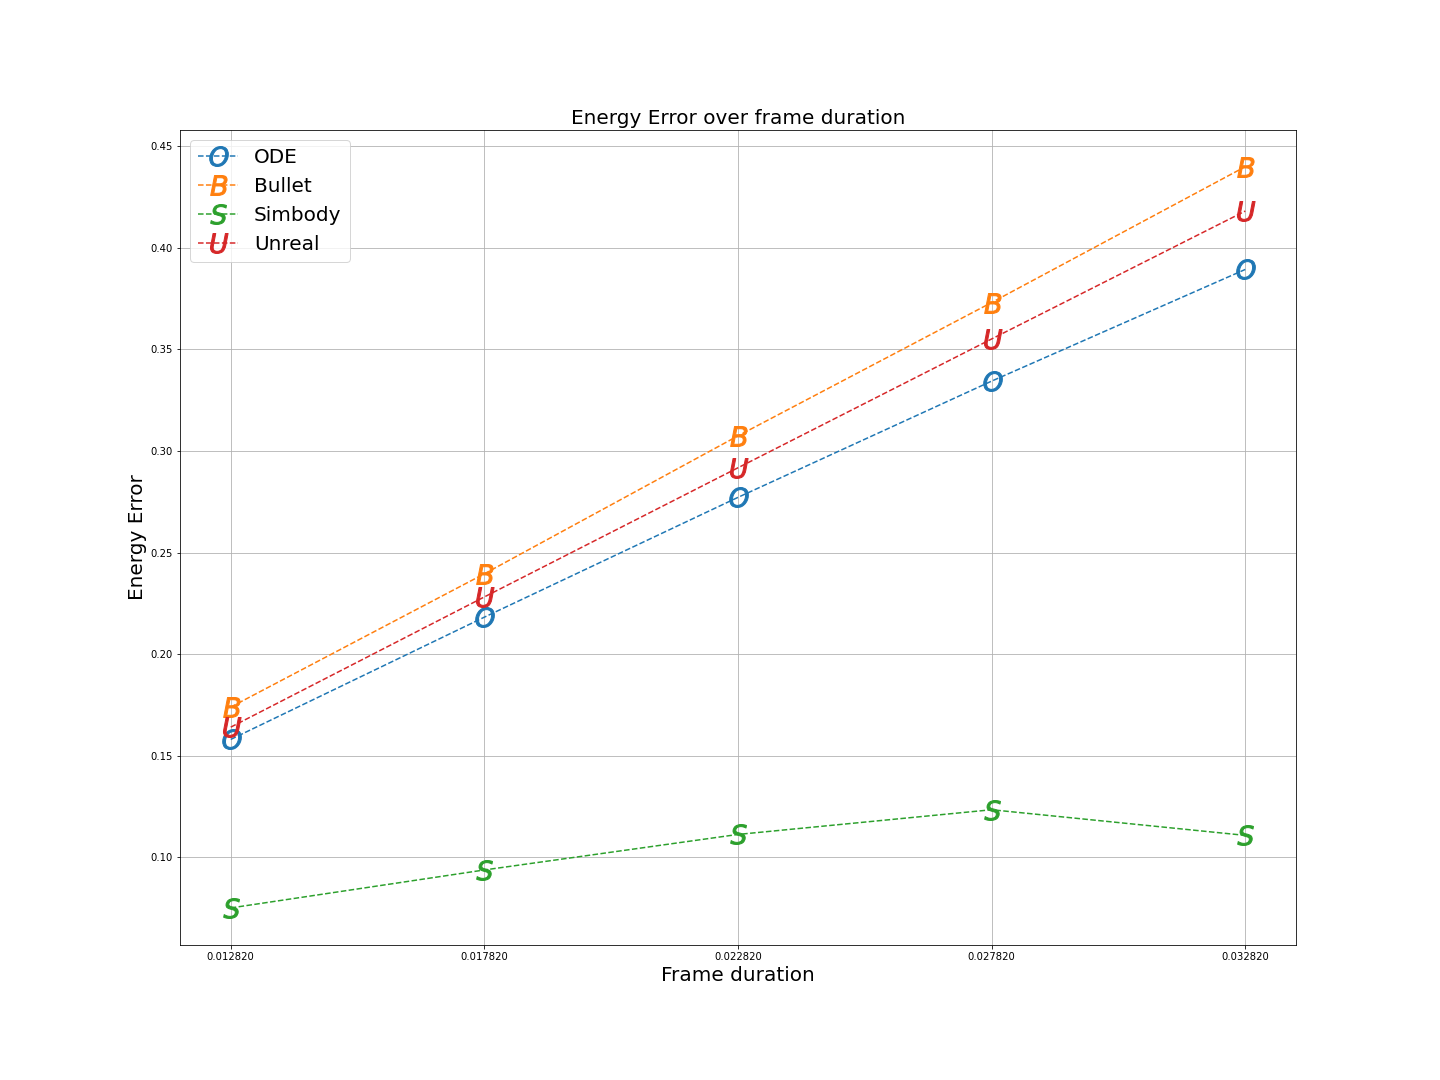 Energy Error over frame duration
ODE
Bullet
Simbody
Unreal
O
B
S
U
Energy Error
0.45
0.40
0.35
0.30
0.25
0.20
0.15
0.10
B
U
O
B
U
O
B
U
O
B
U
O
B
U
O
S
S
S
S
S
0.012820 0.017820 0.022820 0.027820 0.032820
Frame duration